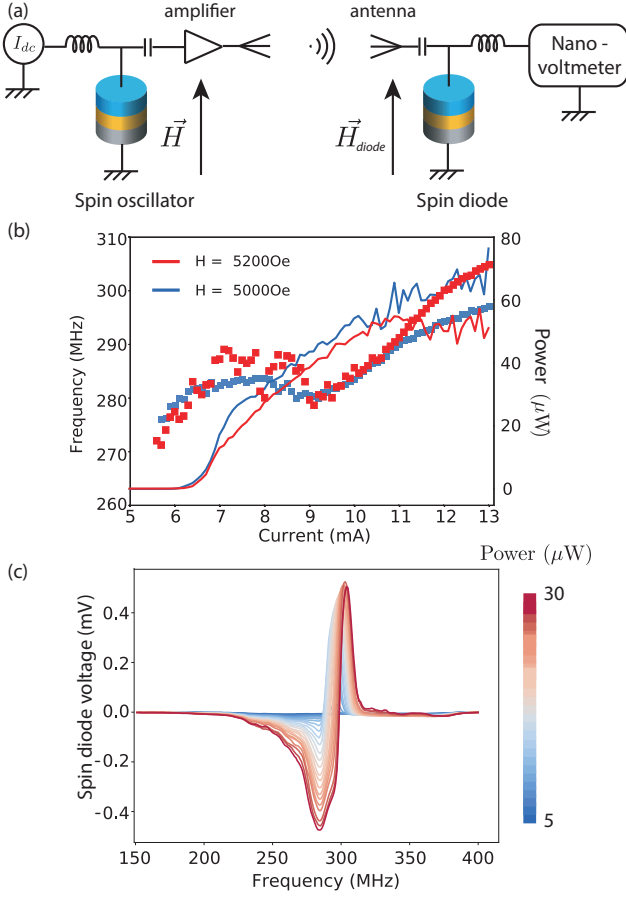 (a)
amplifier
antenna
I_dc
Nano-
voltmeter
H⃗
H⃗_diode
Spin oscillator
Spin diode
(b)
310
300
290
280
270
260
Frequency (MHz)
H = 5200Oe
H = 5000Oe
80
60
40
20
0
Power (μW)
5 6 7 8 9 10 11 12 13
Current (mA)
(c)
Power (μW)
30
5
0.4
0.2
0.0
-0.2
-0.4
Spin diode voltage (mV)
150 200 250 300 350 400
Frequency (MHz)